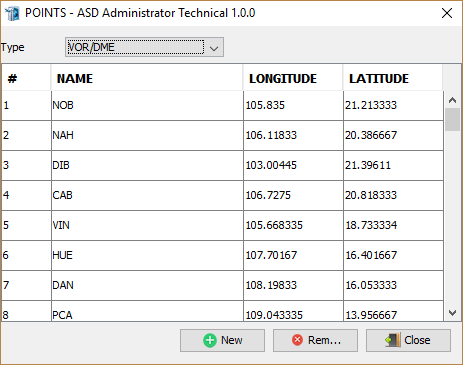 POINTS - ASD Administrator Technical 1.0.0
Type VOR/DME
# NAME LONGITUDE LATITUDE
1 NOB 105.835 21.213333
2 NAH 106.11833 20.386667
3 DIB 103.00445 21.39611
4 CAB 106.7275 20.818333
5 VIN 105.668335 18.733334
6 HUE 107.70167 16.401667
7 DAN 108.19833 16.053333
8 PCA 109.043335 13.956667
New Rem... Close